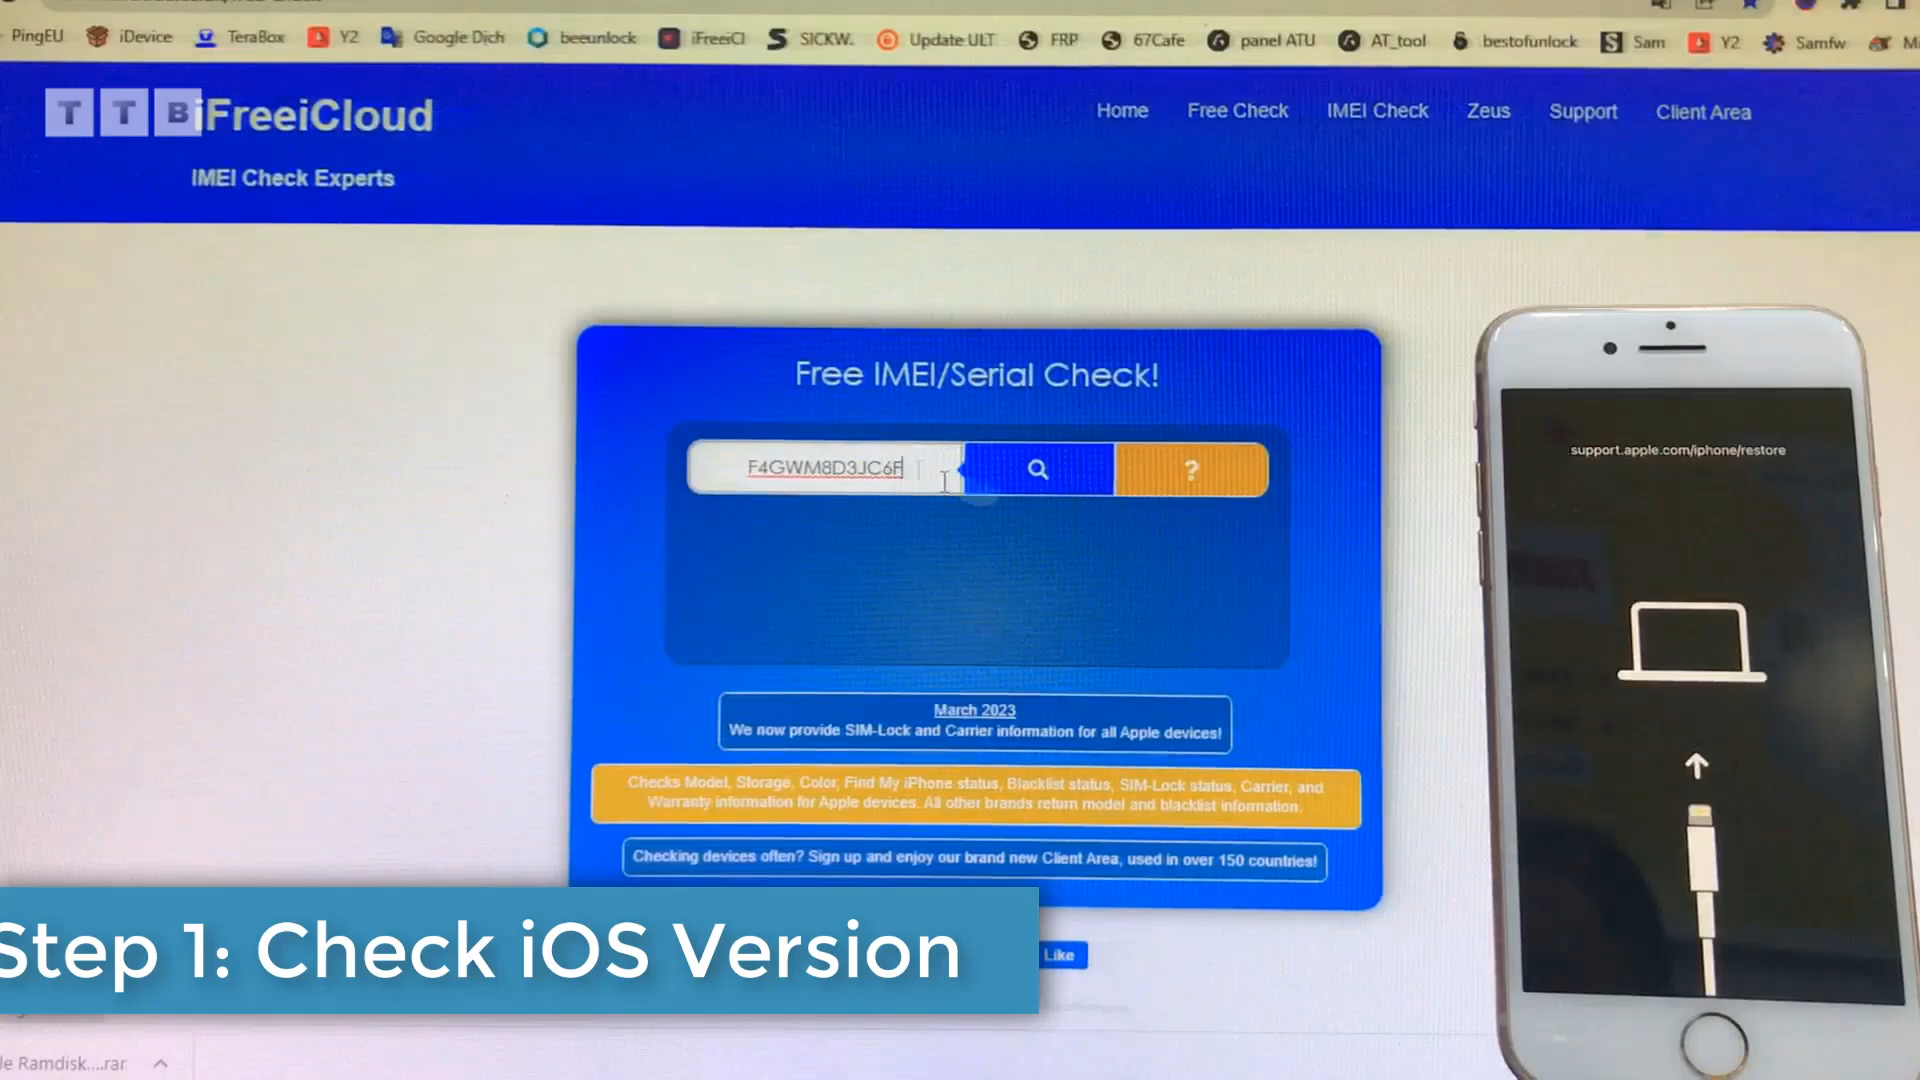 PingEU iDevice TeraBox Y2 Google Dịch beeunlock iFreeiCl SICKW. Update ULT FRP 67Cafe panel ATU AT_tool bestofunlock Sam Y2 Samfw
T T B iFreeiCloud
Home Free Check IMEI Check Zeus Support Client Area
IMEI Check Experts
Free IMEI/Serial Check!
F4GWM8D3JC6F
?
support.apple.com/iphone/restore
March 2023
We now provide SIM-Lock and Carrier information for all Apple devices!
Checks Model, Storage, Color, Find My iPhone status, Blacklist status, SIM-Lock status, Carrier, and
Warranty information for Apple devices. All other brands return model and blacklist information.
Checking devices often? Sign up and enjoy our brand new Client Area, used in over 150 countries!
Step 1: Check iOS Version
Like
le Ramdisk....rar